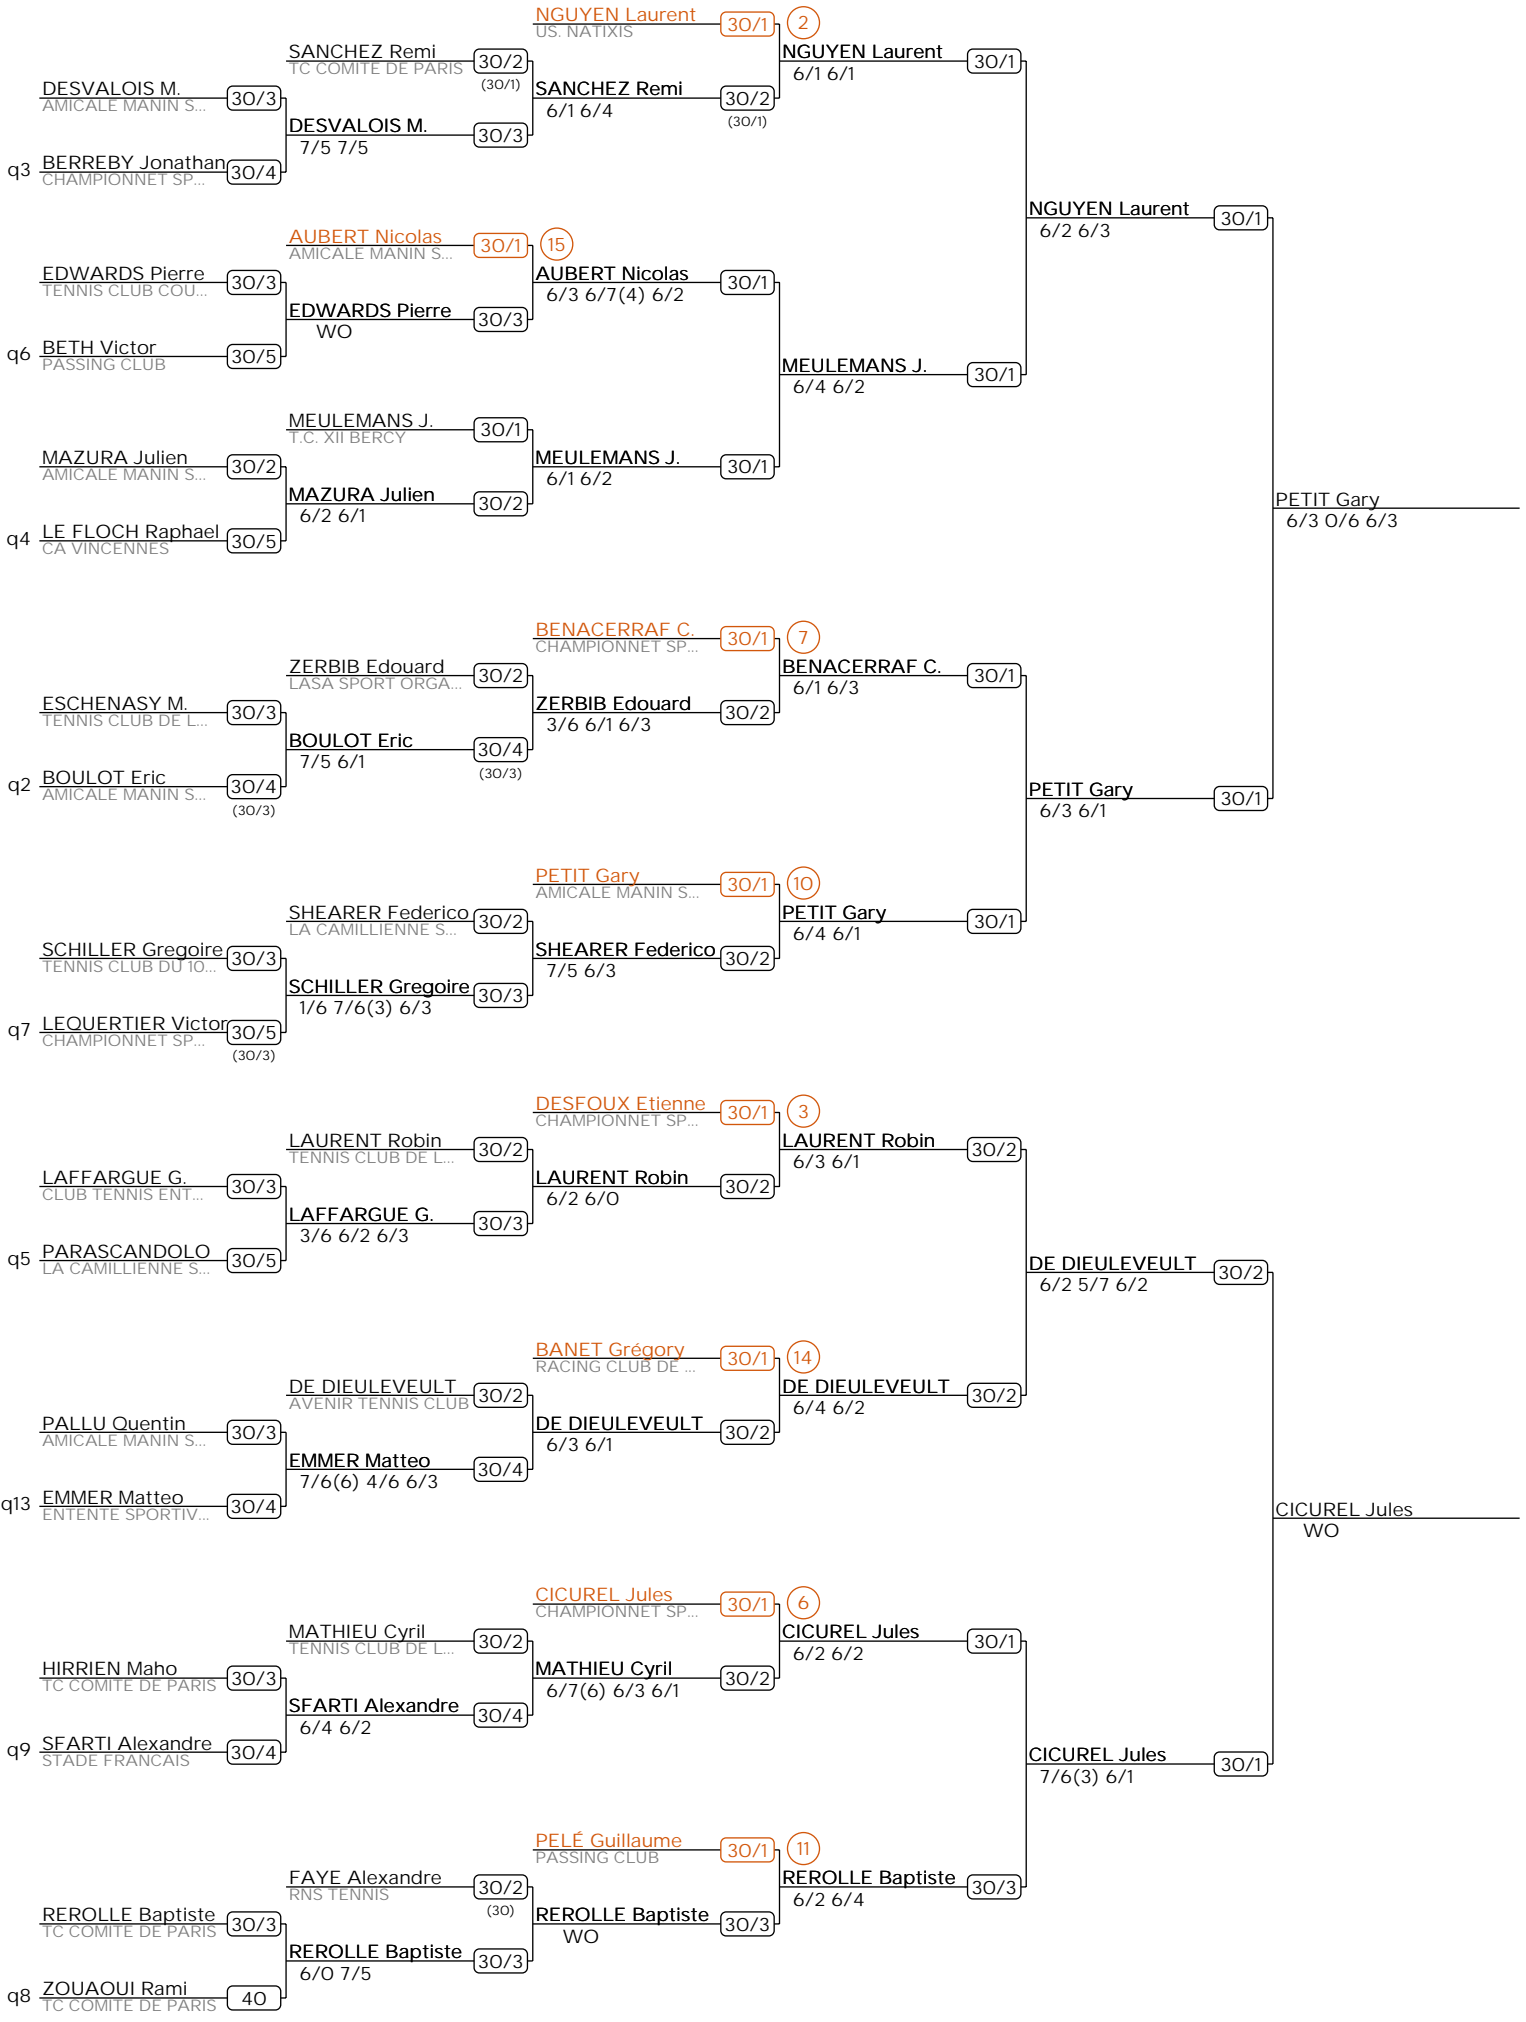 NGUYEN Laurent 30/1 2
US. NATIXIS
SANCHEZ Remi 30/2
TC COMITE DE PARIS
(30/1)
NGUYEN Laurent 30/1
6/1 6/1
DESVALOIS M. 30/3
AMICALE MANIN S...
SANCHEZ Remi 30/2
6/1 6/4
(30/1)
DESVALOIS M. 30/3
7/5 7/5
q3 BERREBY Jonathan 30/4
CHAMPIONNET SP...
NGUYEN Laurent 30/1
6/2 6/3
AUBERT Nicolas 30/1 15
AMICALE MANIN S...
EDWARDS Pierre 30/3
TENNIS CLUB COU...
AUBERT Nicolas 30/1
6/3 6/7(4) 6/2
EDWARDS Pierre 30/3
WO
q6 BETH Victor 30/5
PASSING CLUB
MEULEMANS J. 30/1
6/4 6/2
MEULEMANS J. 30/1
T.C. XII BERCY
MAZURA Julien 30/2
AMICALE MANIN S...
MEULEMANS J. 30/1
6/1 6/2
MAZURA Julien 30/2
6/2 6/1
PETIT Gary
6/3 0/6 6/3
q4 LE FLOCH Raphael 30/5
CA VINCENNES
BENACERRAF C. 30/1 7
CHAMPIONNET SP...
ZERBIB Edouard 30/2
LASA SPORT ORGA...
BENACERRAF C. 30/1
6/1 6/3
ESCHENASY M. 30/3
TENNIS CLUB DE L...
ZERBIB Edouard 30/2
3/6 6/1 6/3
BOULOT Eric 30/4
7/5 6/1
(30/3)
q2 BOULOT Eric 30/4
AMICALE MANIN S...
(30/3)
PETIT Gary 30/1
6/3 6/1
PETIT Gary 30/1 10
AMICALE MANIN S...
SHEARER Federico 30/2
LA CAMILLIENNE S...
PETIT Gary 30/1
6/4 6/1
SCHILLER Gregoire 30/3
TENNIS CLUB DU 10...
SHEARER Federico 30/2
7/5 6/3
SCHILLER Gregoire 30/3
1/6 7/6(3) 6/3
q7 LEQUERTIER Victor 30/5
CHAMPIONNET SP...
(30/3)
DESFOUX Etienne 30/1 3
CHAMPIONNET SP...
LAURENT Robin 30/2
TENNIS CLUB DE L...
LAURENT Robin 30/2
6/3 6/1
LAFFARGUE G. 30/3
CLUB TENNIS ENT...
LAURENT Robin 30/2
6/2 6/0
LAFFARGUE G. 30/3
3/6 6/2 6/3
q5 PARASCANDOLO 30/5
LA CAMILLIENNE S...
DE DIEULEVEULT 30/2
6/2 5/7 6/2
BANET Grégory 30/1 14
RACING CLUB DE ...
DE DIEULEVEULT 30/2
AVENIR TENNIS CLUB
DE DIEULEVEULT 30/2
6/4 6/2
PALLU Quentin 30/3
AMICALE MANIN S...
DE DIEULEVEULT 30/2
6/3 6/1
EMMER Matteo 30/4
7/6(6) 4/6 6/3
q13 EMMER Matteo 30/4
ENTENTE SPORTIV...
CICUREL Jules
WO
CICUREL Jules 30/1 6
CHAMPIONNET SP...
MATHIEU Cyril 30/2
TENNIS CLUB DE L...
CICUREL Jules 30/1
6/2 6/2
HIRRIEN Maho 30/3
TC COMITE DE PARIS
MATHIEU Cyril 30/2
6/7(6) 6/3 6/1
SFARTI Alexandre 30/4
6/4 6/2
q9 SFARTI Alexandre 30/4
STADE FRANCAIS
CICUREL Jules 30/1
7/6(3) 6/1
PELÉ Guillaume 30/1 11
PASSING CLUB
FAYE Alexandre 30/2
RNS TENNIS
(30)
REROLLE Baptiste 30/3
6/2 6/4
REROLLE Baptiste 30/3
TC COMITE DE PARIS
REROLLE Baptiste 30/3
WO
REROLLE Baptiste 30/3
6/0 7/5
q8 ZOUAOUI Rami 40
TC COMITE DE PARIS